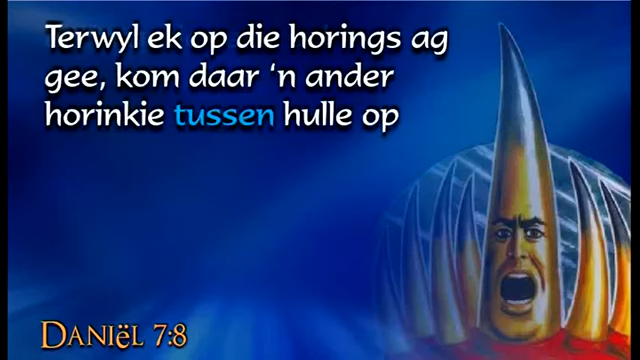 Terwyl ek op die horings ag
gee, kom daar ‘n ander
horinkie tussen hulle op
Daniël 7:8